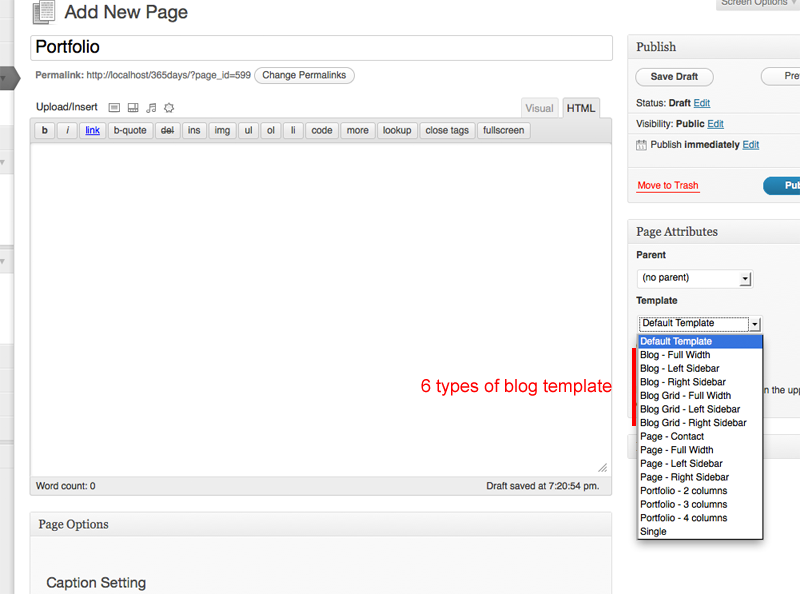 Screen Options
Add New Page
Portfolio
Permalink: http://localhost/365days/?page_id=599 Change Permalinks
Upload/Insert
Visual HTML
b i link b-quote del ins img ul ol li code more lookup close tags fullscreen
6 types of blog template
Word count: 0 Draft saved at 7:20:54 pm.
Page Options
Caption Setting
Publish
Save Draft Pre
Status: Draft Edit
Visibility: Public Edit
Publish immediately Edit
Move to Trash Pub
Page Attributes
Parent
(no parent)
Template
Default Template
Default Template
Blog - Full Width
Blog - Left Sidebar
Blog - Right Sidebar
Blog Grid - Full Width
Blog Grid - Left Sidebar
Blog Grid - Right Sidebar
Page - Contact
Page - Full Width
Page - Left Sidebar
Page - Right Sidebar
Portfolio - 2 columns
Portfolio - 3 columns
Portfolio - 4 columns
Single
n the upp